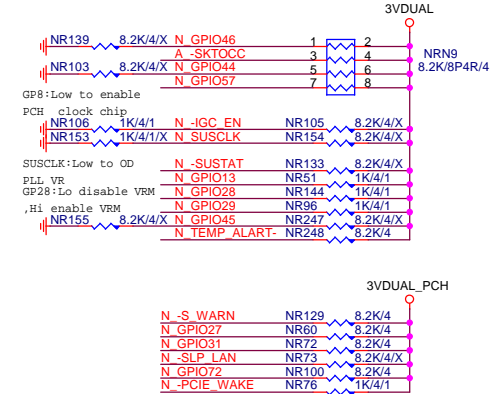 3VDUAL
NR139 8.2K/4/X N_GPIO46 1 2
A_-SKTOCC 3 4 NRN9
NR103 8.2K/4/X N_GPIO44 5 6 8.2K/8P4R/4
N_GPIO57 7 8
GP8:Low to enable
PCH clock chip
NR106 1K/4/1 N_-IGC_EN NR105 8.2K/4/X
NR153 1K/4/1/X N_SUSCLK NR154 8.2K/4/X
SUSCLK:Low to OD
PLL VR
N_-SUSTAT NR133 8.2K/4/X
N_GPIO13 NR51 1K/4/1
GP28:Lo disable VRM
,Hi enable VRM
N_GPIO28 NR144 1K/4/1
N_GPIO29 NR96 1K/4/1
NR155 8.2K/4/X N_GPIO45 NR247 8.2K/4/X
N_TEMP_ALART- NR248 8.2K/4
3VDUAL_PCH
N_-S_WARN NR129 8.2K/4
N_GPIO27 NR60 8.2K/4
N_GPIO31 NR72 8.2K/4
N_-SLP_LAN NR73 8.2K/4/X
N_GPIO72 NR100 8.2K/4
N_-PCIE_WAKE NR76 1K/4/1